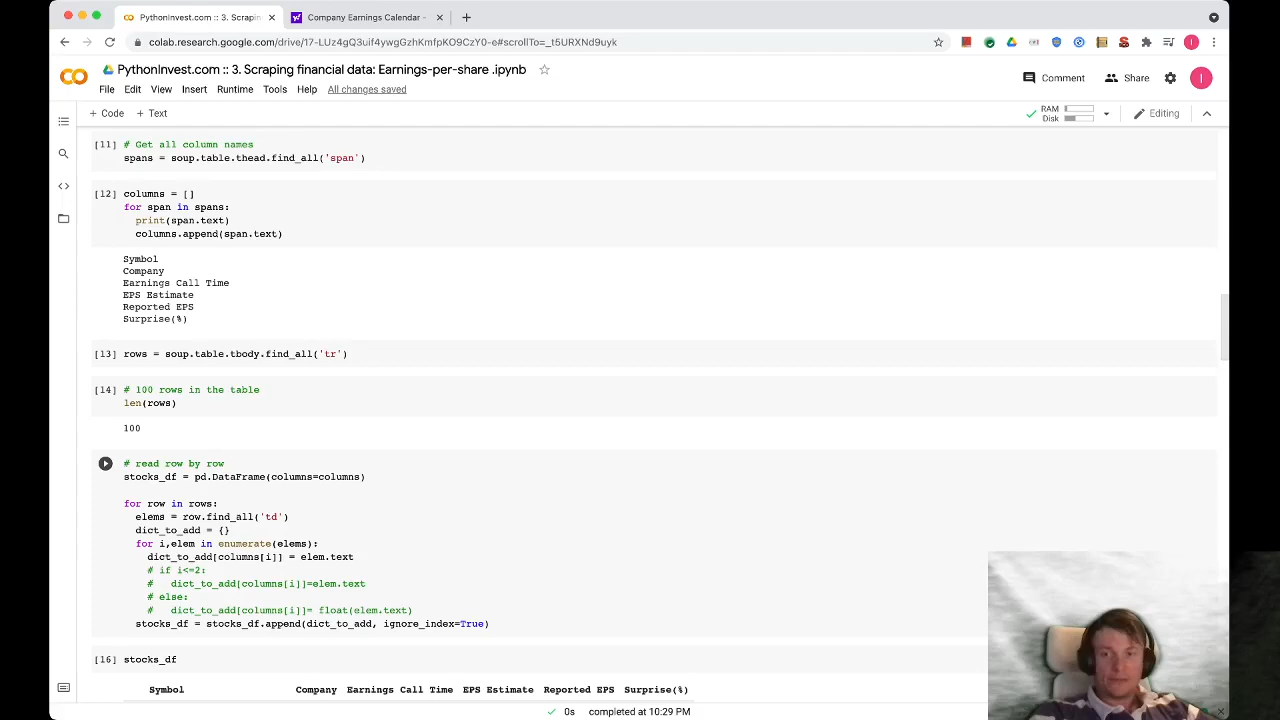 PythonInvest.com :: 3. Scrapin
Company Earnings Calendar -
colab.research.google.com/drive/17-LUz4gQ3uif4ywgGzhKmfpKO9CzY0-e#scrollTo=_t5URXNd9uyk
PythonInvest.com :: 3. Scraping financial data: Earnings-per-share .ipynb
Comment
Share
I
I
File Edit View Insert Runtime Tools Help All changes saved
+ Code + Text
RAM
Disk
Editing
[11] # Get all column names
spans = soup.table.thead.find_all('span')
[12] columns = []
for span in spans:
print(span.text)
columns.append(span.text)
Symbol
Company
Earnings Call Time
EPS Estimate
Reported EPS
Surprise(%)
[13] rows = soup.table.tbody.find_all('tr')
[14] # 100 rows in the table
len(rows)
100
# read row by row
stocks_df = pd.DataFrame(columns=columns)
for row in rows:
elems = row.find_all('td')
dict_to_add = {}
for i,elem in enumerate(elems):
dict_to_add[columns[i]] = elem.text
# if i<=2:
# dict_to_add[columns[i]]=elem.text
# else:
# dict_to_add[columns[i]]= float(elem.text)
stocks_df = stocks_df.append(dict_to_add, ignore_index=True)
[16] stocks_df
Symbol Company Earnings Call Time EPS Estimate Reported EPS Surprise(%)
0s completed at 10:29 PM